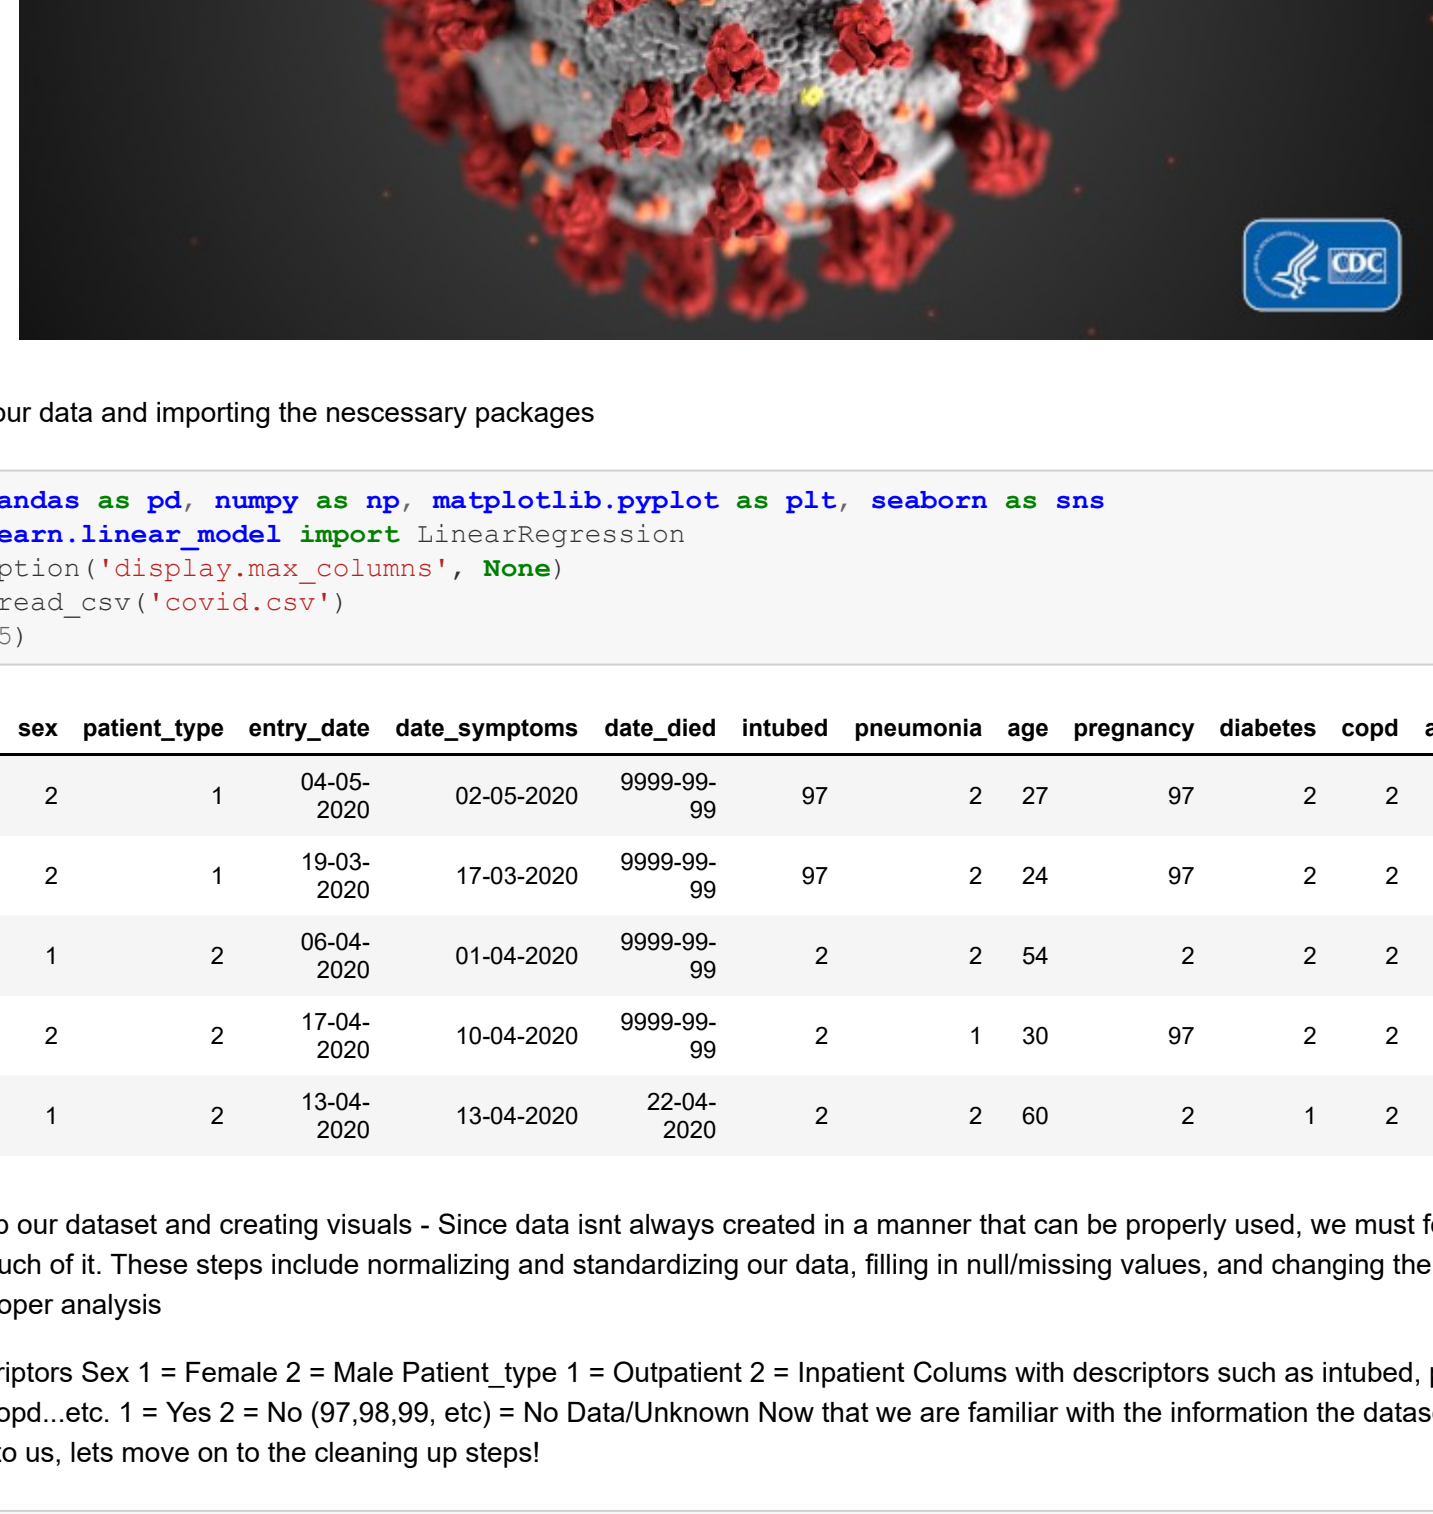 CDC
our data and importing the nescessary packages
andas as pd, numpy as np, matplotlib.pyplot as plt, seaborn as sns
earn.linear_model import LinearRegression
ption('display.max_columns', None)
read_csv('covid.csv')
5)
sex patient_type entry_date date_symptoms date_died intubed pneumonia age pregnancy diabetes copd a
2 1 04-05-2020 02-05-2020 9999-99-99 97 2 27 97 2 2
2 1 19-03-2020 17-03-2020 9999-99-99 97 2 24 97 2 2
1 2 06-04-2020 01-04-2020 9999-99-99 2 2 54 2 2 2
2 2 17-04-2020 10-04-2020 9999-99-99 2 1 30 97 2 2
1 2 13-04-2020 13-04-2020 22-04-2020 2 2 60 2 1 2
our dataset and creating visuals - Since data isnt always created in a manner that can be properly used, we must f
uch of it. These steps include normalizing and standardizing our data, filling in null/missing values, and changing the
oper analysis
riptors Sex 1 = Female 2 = Male Patient_type 1 = Outpatient 2 = Inpatient Colums with descriptors such as intubed, p
opd...etc. 1 = Yes 2 = No (97,98,99, etc) = No Data/Unknown Now that we are familiar with the information the datas
to us, lets move on to the cleaning up steps!